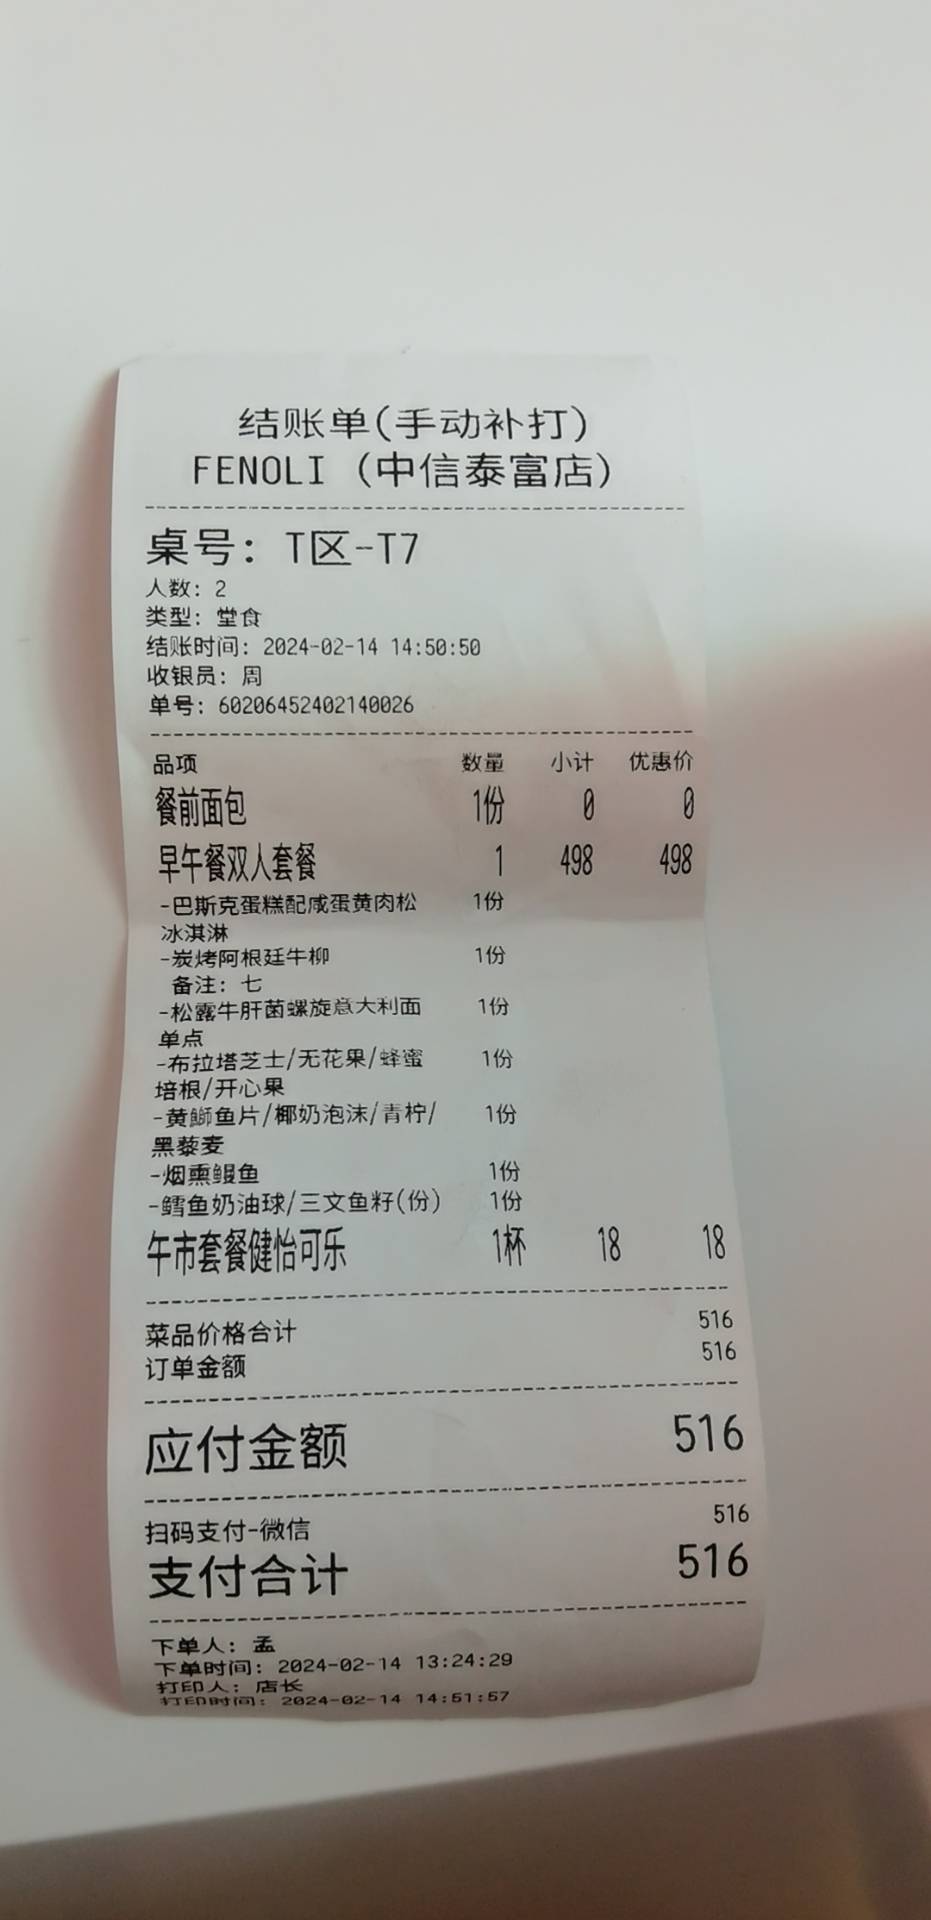 结账单(手动补打)
FENOLI (中信泰富店)
桌号: T区-T7
人数: 2
类型: 堂食
结账时间: 2024-02-14 14:50:50
收银员: 周
单号: 602064524021400​26
品项 数量 小计 优惠价
餐前面包 1份 0 0
早午餐双人套餐 1 498 498
-巴斯克蛋糕配咸蛋黄肉松 1份
冰淇淋
-炭烤阿根廷牛柳 1份
备注: 七
-松露牛肝菌螺旋意大利面 1份
单点
-布拉塔芝士/无花果/蜂蜜 1份
培根/开心果
-黄鰤鱼片/椰奶泡沫/青柠/ 1份
黑藜麦
-烟熏鳗鱼 1份
-鳕鱼奶油球/三文鱼籽(份) 1份
午市套餐健怡可乐 1杯 18 18
菜品价格合计 516
订单金额 516
应付金额 516
扫码支付-微信 516
支付合计 516
下单人: 孟
下单时间: 2024-02-14 13:24:29
打印人: 店长
打印时间: 2024-02-14 14:51:57